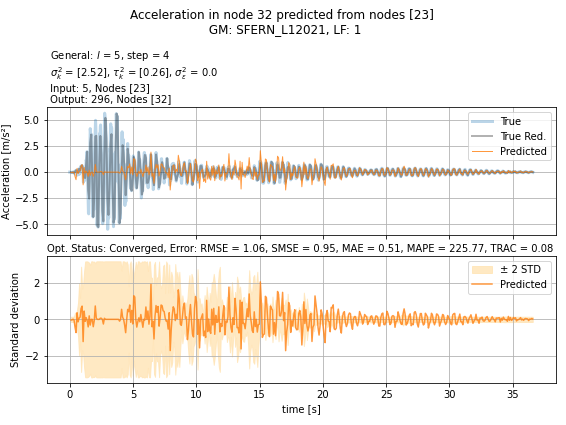 Acceleration in node 32 predicted from nodes [23]
GM: SFERN_L12021, LF: 1
General: l = 5, step = 4
σ²ₖ = [2.52], τ²ₖ = [0.26], σ²ε = 0.0
Input: 5, Nodes [23]
Output: 296, Nodes [32]
Acceleration [m/s²]
5.0
2.5
0.0
−2.5
−5.0
True
True Red.
Predicted
Opt. Status: Converged, Error: RMSE = 1.06, SMSE = 0.95, MAE = 0.51, MAPE = 225.77, TRAC = 0.08
Standard deviation
2
0
−2
± 2 STD
Predicted
0 5 10 15 20 25 30 35
time [s]